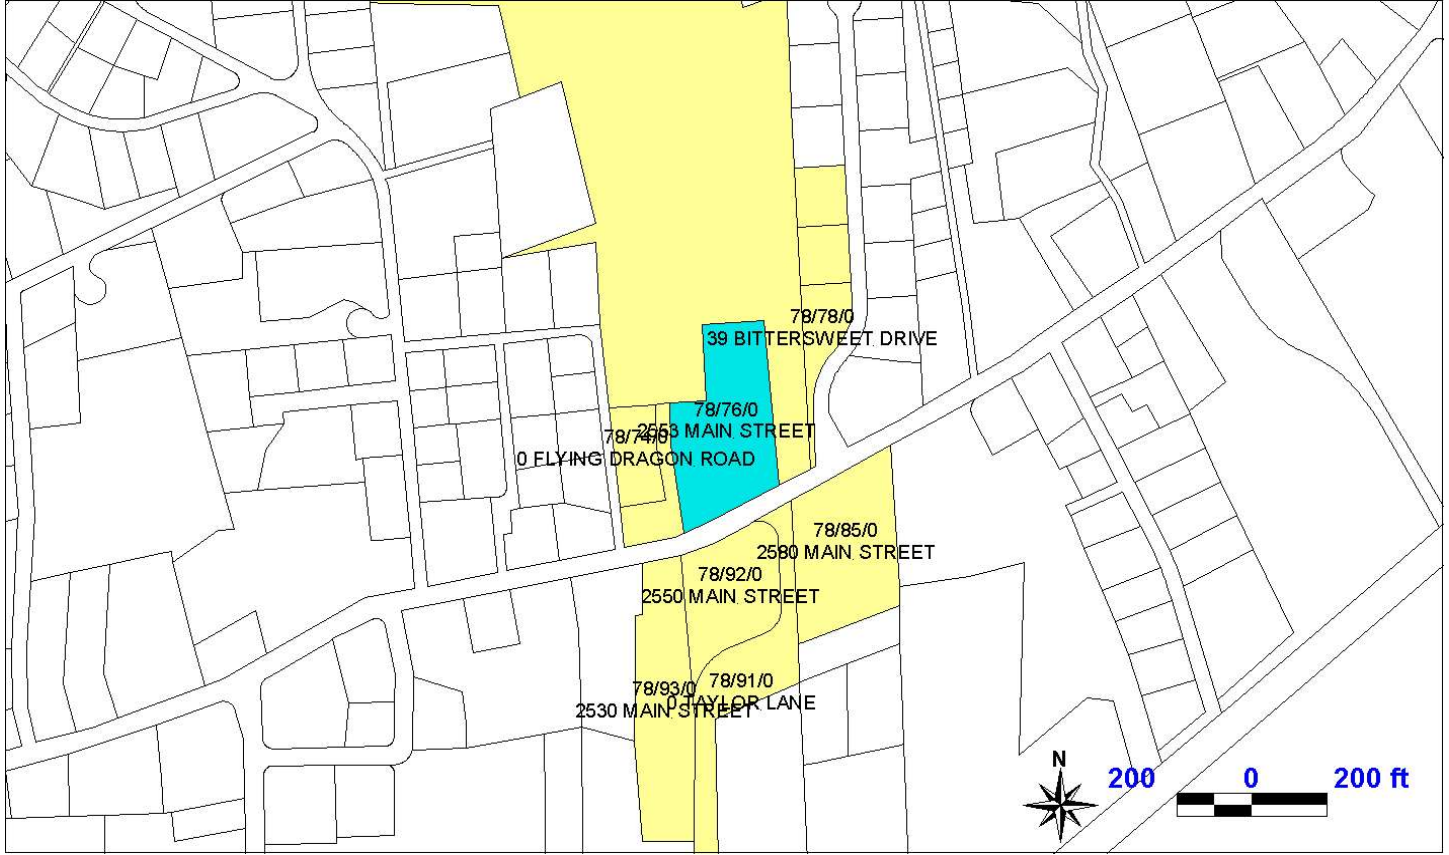 78/78/0
39 BITTERSWEET DRIVE
78/76/0
2553 MAIN STREET
78/74/0
0 FLYING DRAGON ROAD
78/85/0
2580 MAIN STREET
78/92/0
2550 MAIN STREET
78/91/0
0 TAYLOR LANE
78/93/0
2530 MAIN STREET
N
200 0 200 ft